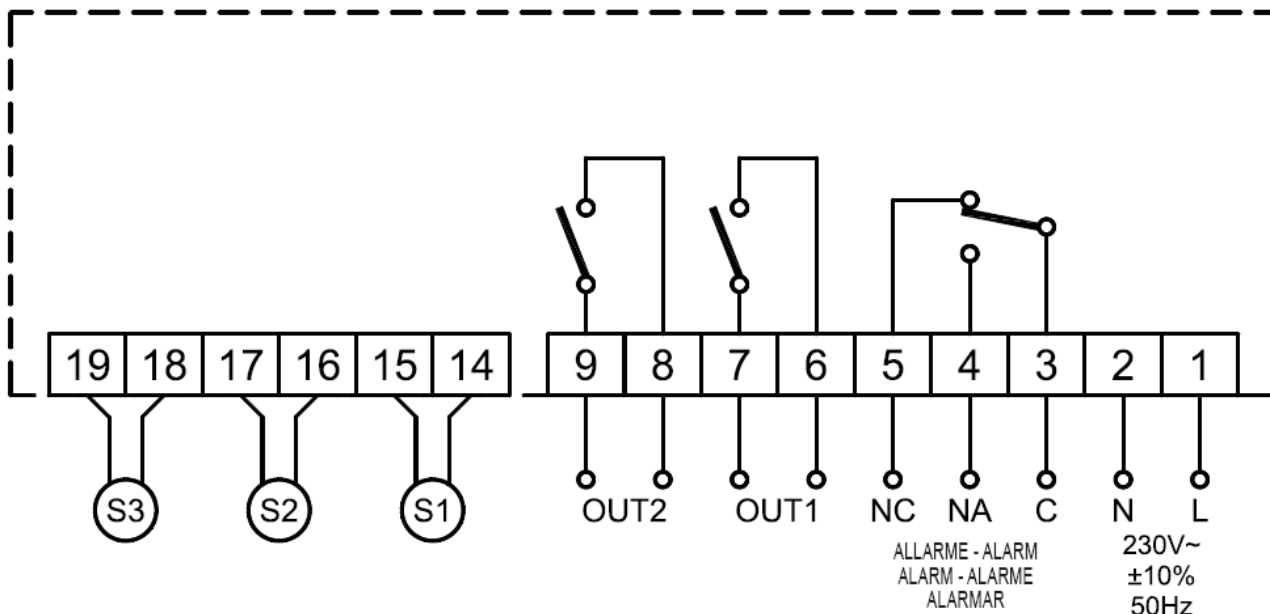 19 18 17 16 15 14 9 8 7 6 5 4 3 2 1
S3 S2 S1 OUT2 OUT1 NC NA C N L
ALLARME - ALARM
ALARM - ALARME
ALARMAR
230V~
±10%
50Hz